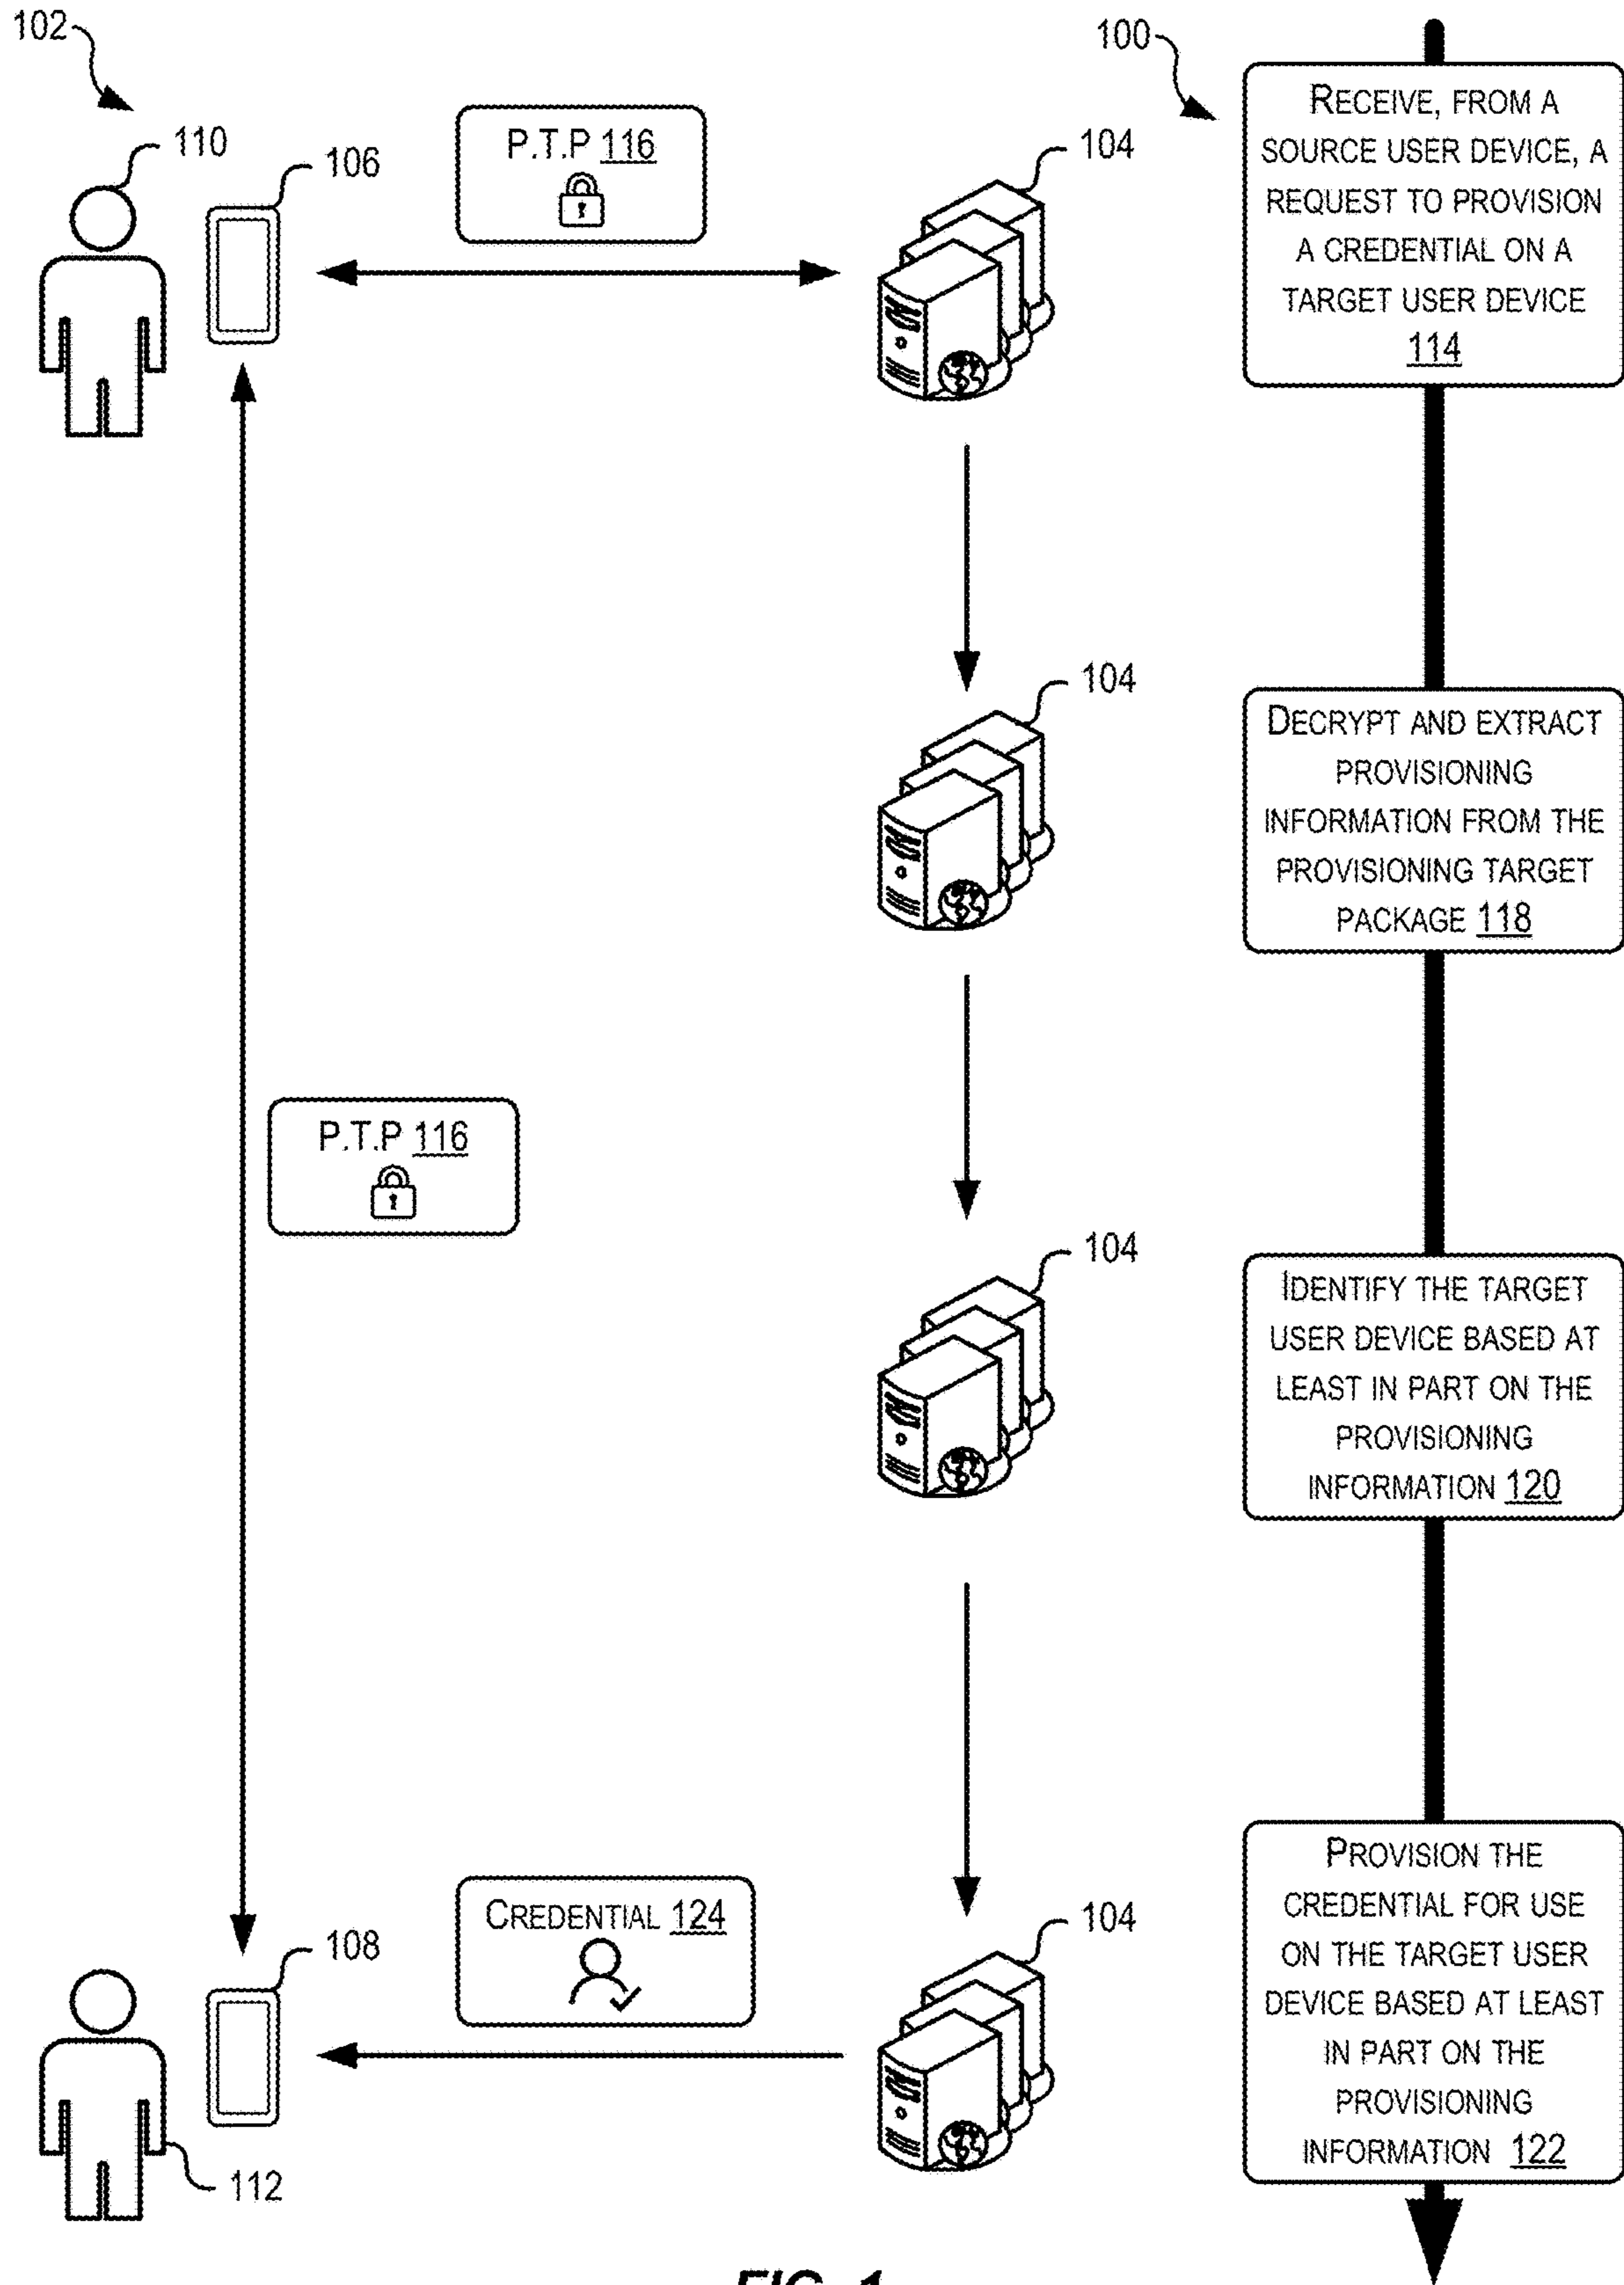 102
100
110
106
P.T.P 116
104
RECEIVE, FROM A
SOURCE USER DEVICE, A
REQUEST TO PROVISION
A CREDENTIAL ON A
TARGET USER DEVICE
114
104
DECRYPT AND EXTRACT
PROVISIONING
INFORMATION FROM THE
PROVISIONING TARGET
PACKAGE 118
P.T.P 116
104
IDENTIFY THE TARGET
USER DEVICE BASED AT
LEAST IN PART ON THE
PROVISIONING
INFORMATION 120
108
112
CREDENTIAL 124
104
PROVISION THE
CREDENTIAL FOR USE
ON THE TARGET USER
DEVICE BASED AT LEAST
IN PART ON THE
PROVISIONING
INFORMATION 122
FIG. 1